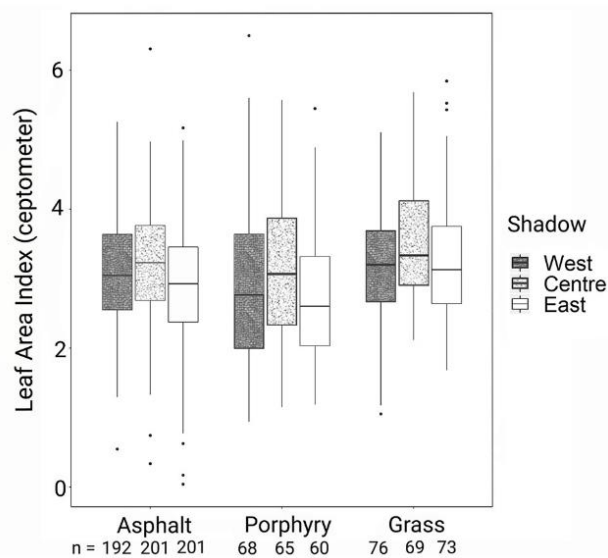 Leaf Area Index (ceptometer)
6
4
2
0
Asphalt Porphyry Grass
n = 192 201 201 68 65 60 76 69 73
Shadow
West
Centre
East